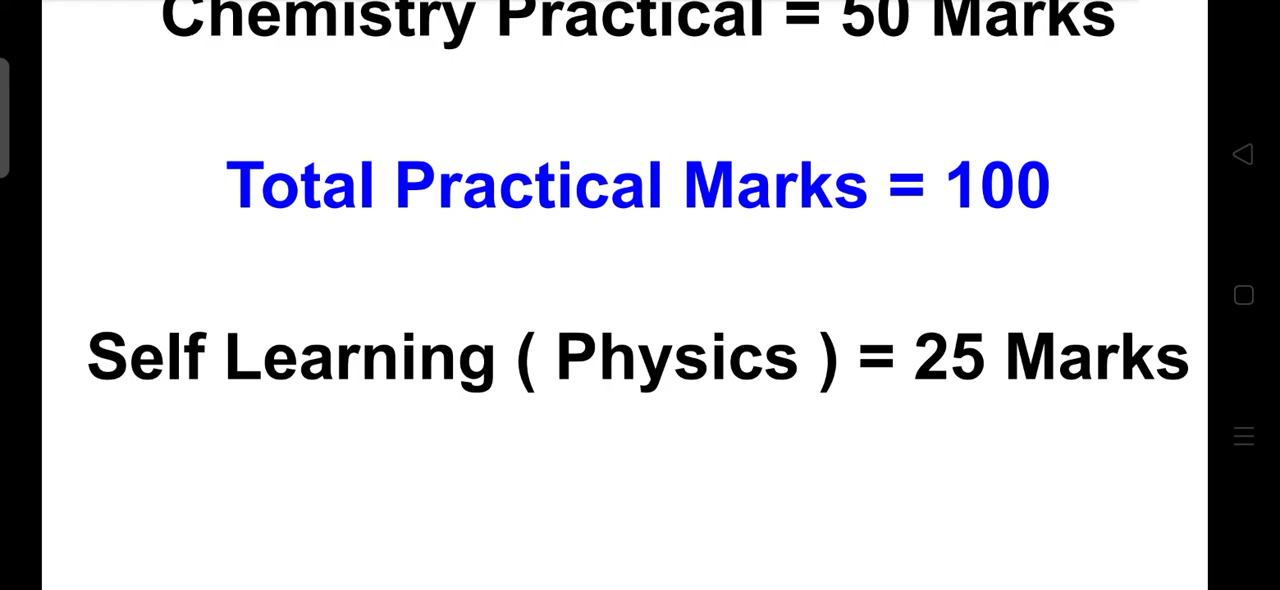 Chemistry Practical = 50 Marks
Total Practical Marks = 100
Self Learning ( Physics ) = 25 Marks